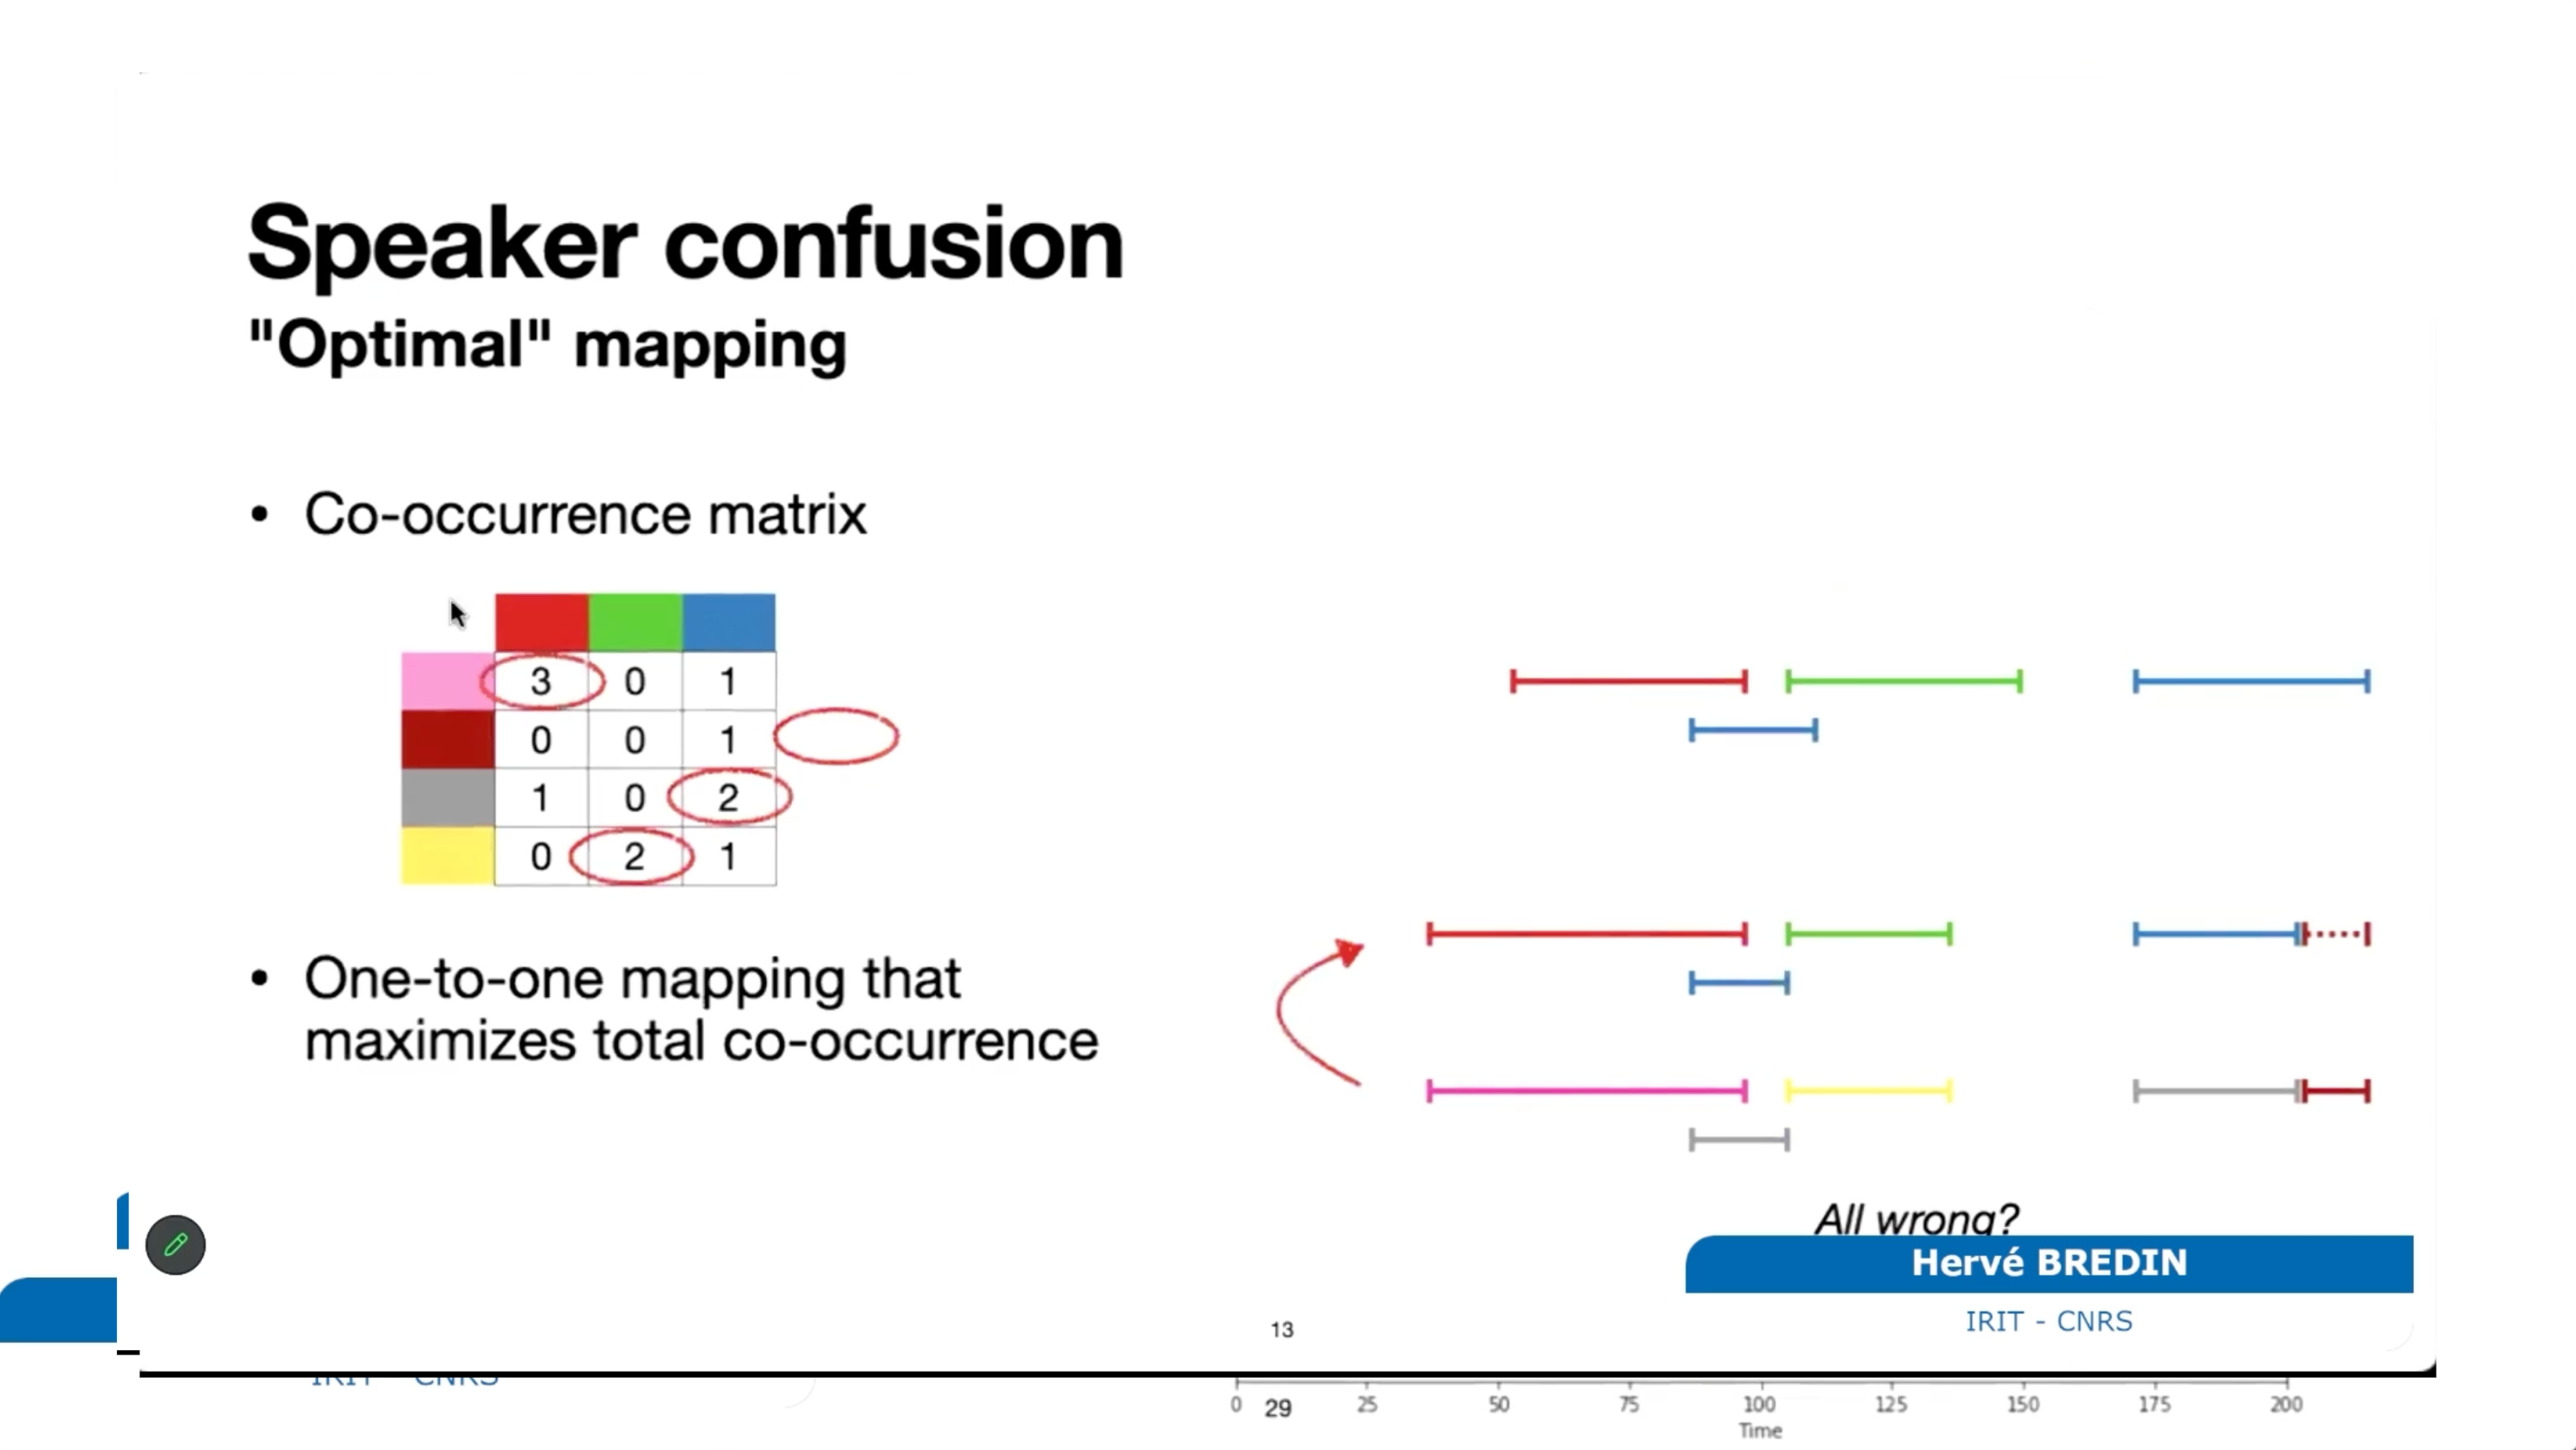 Speaker confusion
"Optimal" mapping
• Co-occurrence matrix
3 0 1
0 0 1
1 0 2
0 2 1
• One-to-one mapping that
maximizes total co-occurrence
All wrong?
Hervé BREDIN
IRIT - CNRS
13
IRIT - CNRS
0 25 50 75 100 125 150 175 200
29
Time